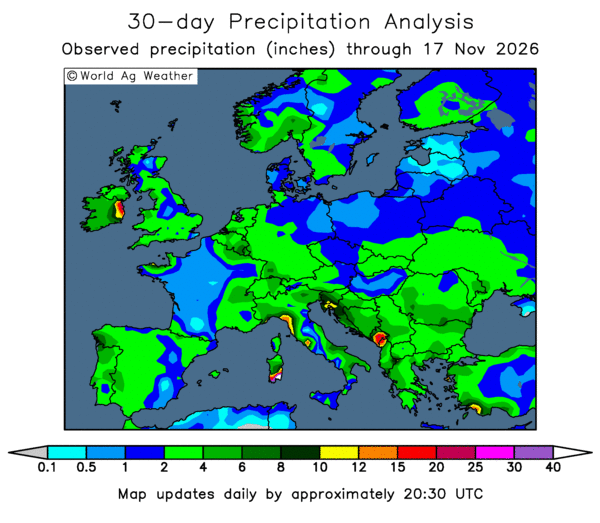 30-day Precipitation Analysis
Observed precipitation (inches) through 17 Nov 2026
© World Ag Weather
0.1 0.5 1 2 4 6 8 10 12 15 20 25 30 40
Map updates daily by approximately 20:30 UTC